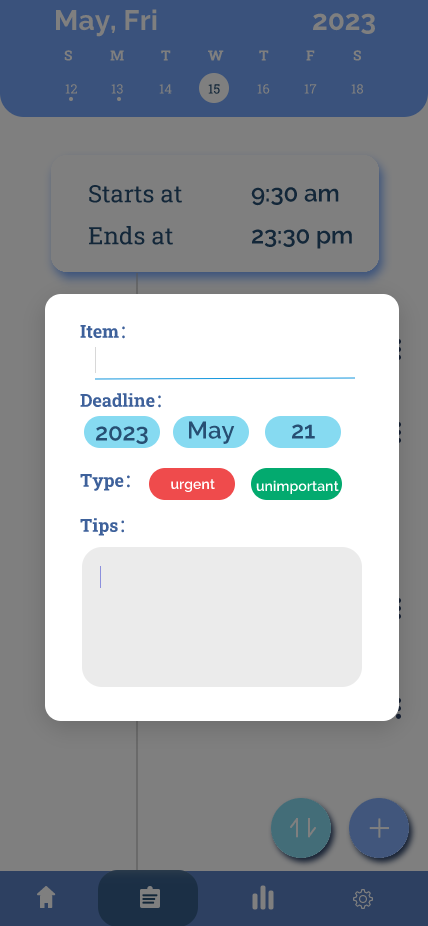 May, Fri 2023
S M T W T F S
12 13 14 15 16 17 18
Starts at 9:30 am
Ends at 23:30 pm
Item:
Deadline:
2023 May 21
Type: urgent unimportant
Tips: